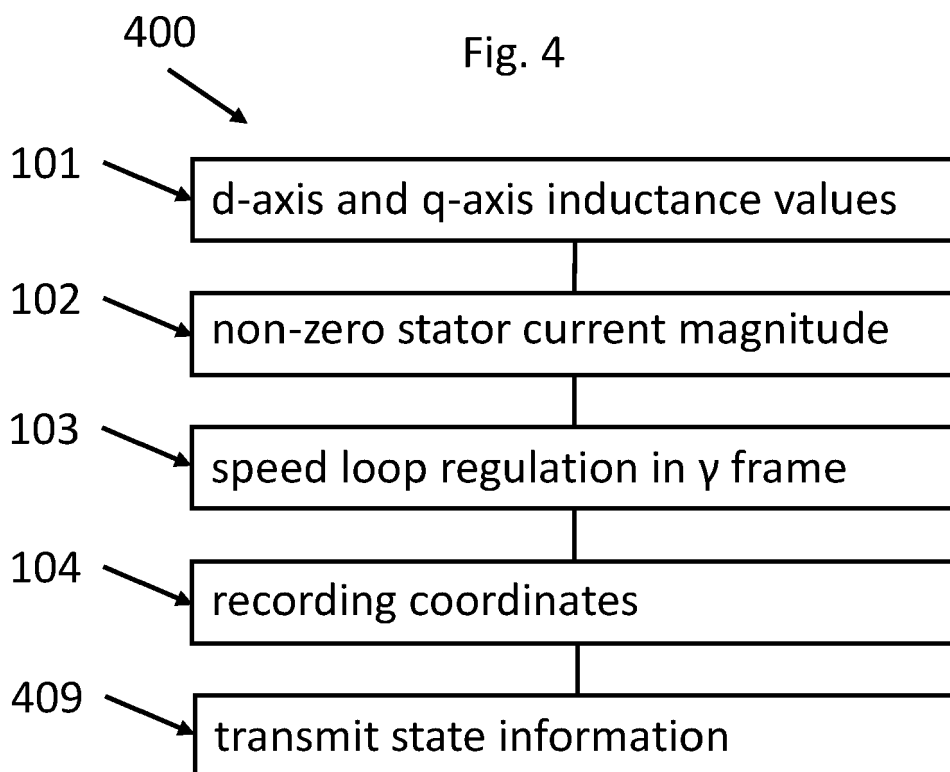 400
Fig. 4
101
d-axis and q-axis inductance values
102
non-zero stator current magnitude
103
speed loop regulation in γ frame
104
recording coordinates
409
transmit state information